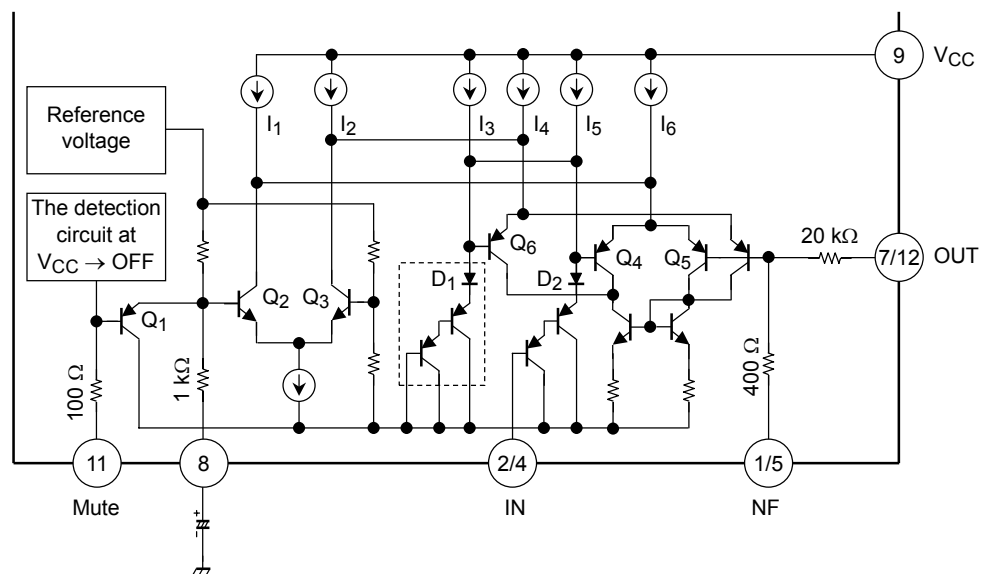 9
VCC
Reference
voltage
I1
I2
I3
I4
I5
I6
The detection
circuit at
VCC → OFF
20 kΩ
7/12
OUT
Q1
Q2
Q3
D1
Q6
D2
Q4
Q5
100 Ω
1 kΩ
400 Ω
11
8
2/4
1/5
Mute
IN
NF
+
−